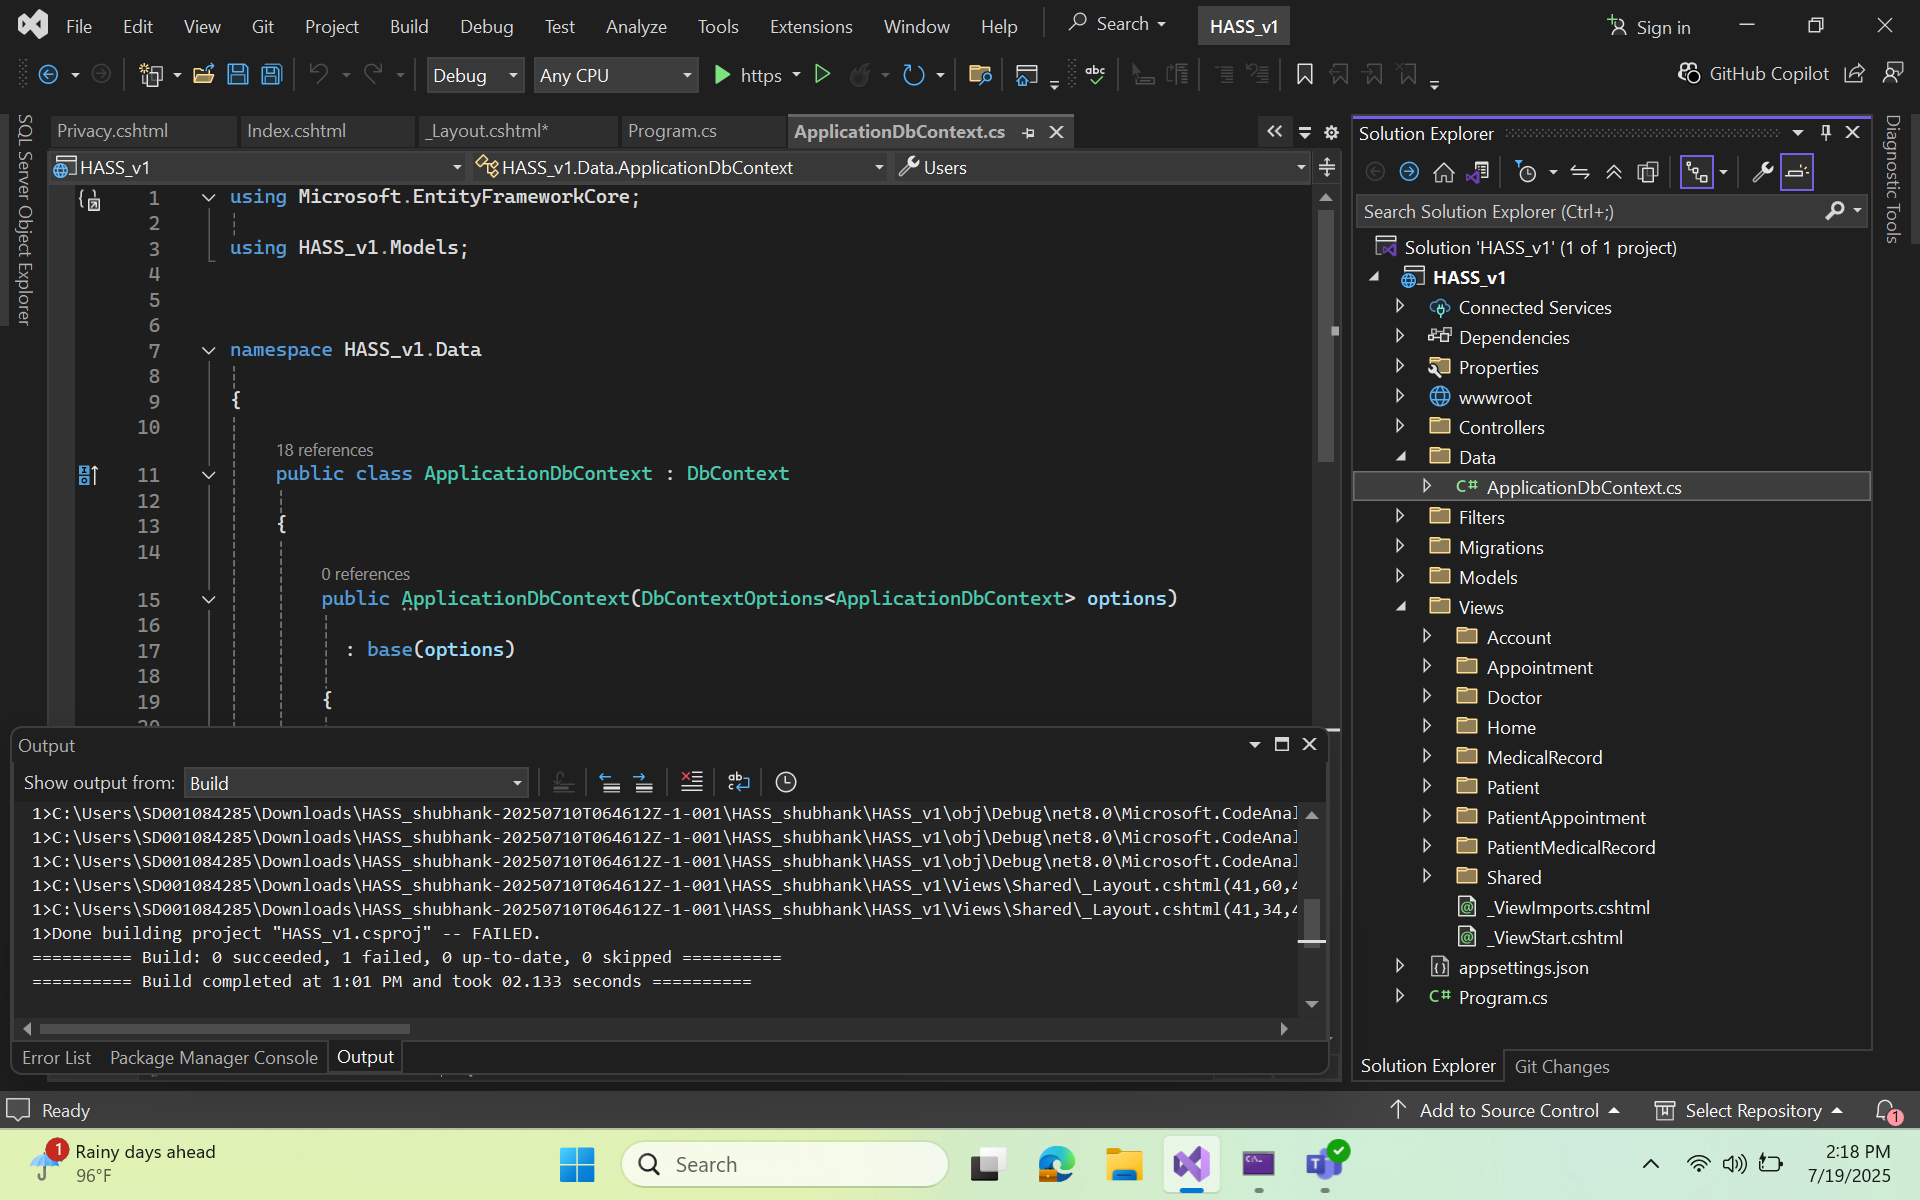 File Edit View Git Project Build Debug Test Analyze Tools Extensions Window Help Search HASS_v1 Sign in
Debug Any CPU https GitHub Copilot
SQL Server Object Explorer
Privacy.cshtml Index.cshtml _Layout.cshtml* Program.cs ApplicationDbContext.cs
HASS_v1 HASS_v1.Data.ApplicationDbContext Users
1 using Microsoft.EntityFrameworkCore;
2
3 using HASS_v1.Models;
4
5
6
7 namespace HASS_v1.Data
8
9 {
10
18 references
11 public class ApplicationDbContext : DbContext
12
13 {
14
0 references
15 public ApplicationDbContext(DbContextOptions<ApplicationDbContext> options)
16
17 : base(options)
18
19 {
20
Output
Show output from: Build
1>C:\Users\SD001084285\Downloads\HASS_shubhank-20250710T064612Z-1-001\HASS_shubhank\HASS_v1\obj\Debug\net8.0\Microsoft.CodeAnal
1>C:\Users\SD001084285\Downloads\HASS_shubhank-20250710T064612Z-1-001\HASS_shubhank\HASS_v1\obj\Debug\net8.0\Microsoft.CodeAnal
1>C:\Users\SD001084285\Downloads\HASS_shubhank-20250710T064612Z-1-001\HASS_shubhank\HASS_v1\obj\Debug\net8.0\Microsoft.CodeAnal
1>C:\Users\SD001084285\Downloads\HASS_shubhank-20250710T064612Z-1-001\HASS_shubhank\HASS_v1\Views\Shared\_Layout.cshtml(41,60,4
1>C:\Users\SD001084285\Downloads\HASS_shubhank-20250710T064612Z-1-001\HASS_shubhank\HASS_v1\Views\Shared\_Layout.cshtml(41,34,4
1>Done building project "HASS_v1.csproj" -- FAILED.
========== Build: 0 succeeded, 1 failed, 0 up-to-date, 0 skipped ==========
========== Build completed at 1:01 PM and took 02.133 seconds ==========
Error List Package Manager Console Output
Solution Explorer
Search Solution Explorer (Ctrl+;)
Solution 'HASS_v1' (1 of 1 project)
HASS_v1
Connected Services
Dependencies
Properties
wwwroot
Controllers
Data
C# ApplicationDbContext.cs
Filters
Migrations
Models
Views
Account
Appointment
Doctor
Home
MedicalRecord
Patient
PatientAppointment
PatientMedicalRecord
Shared
_ViewImports.cshtml
_ViewStart.cshtml
appsettings.json
C# Program.cs
Solution Explorer Git Changes
Diagnostic Tools
Ready Add to Source Control Select Repository 1
1 Rainy days ahead
96°F
Search
2:18 PM
7/19/2025